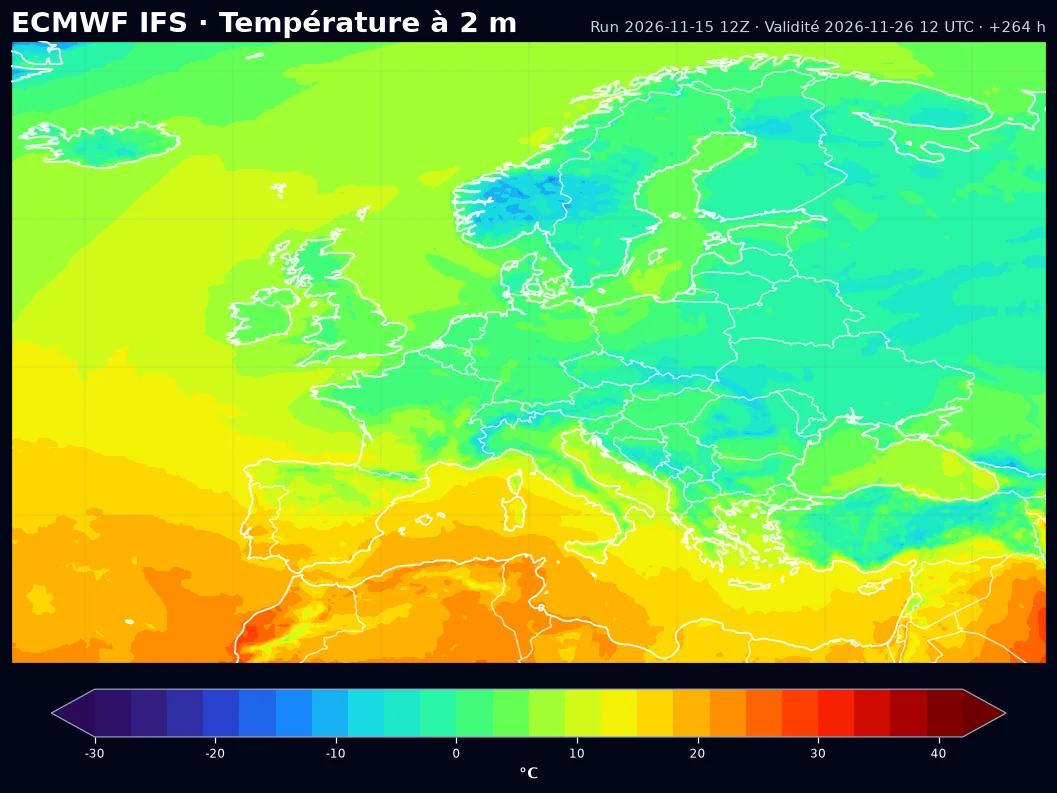 ECMWF IFS · Température à 2 m
Run 2026-11-15 12Z · Validité 2026-11-26 12 UTC · +264 h
-30 -20 -10 0 10 20 30 40
°C